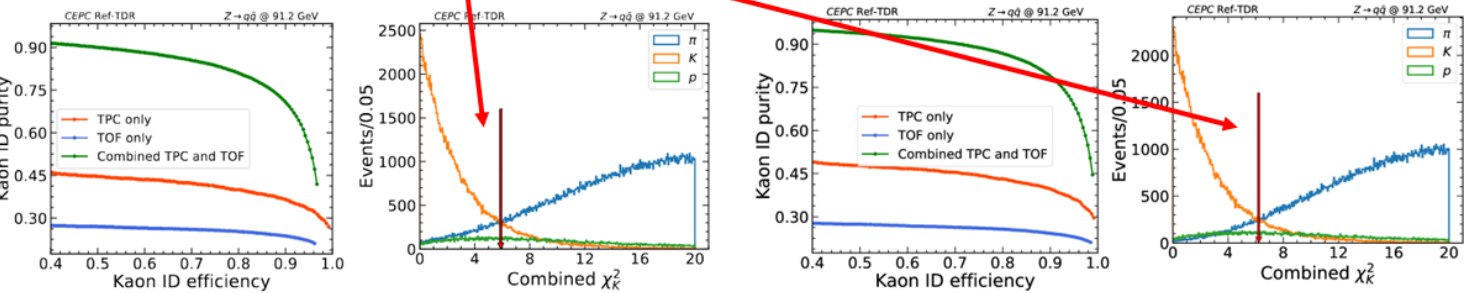 CEPC Ref-TDR Z→qq̄ @ 91.2 GeV
Kaon ID purity
0.90
0.75
0.60
0.45
0.30
TPC only
TOF only
Combined TPC and TOF
0.4 0.5 0.6 0.7 0.8 0.9 1.0
Kaon ID efficiency
CEPC Ref-TDR Z→qq̄ @ 91.2 GeV
Events/0.05
2500
2000
1500
1000
500
0
π
K
p
0 4 8 12 16 20
Combined χ²_K
CEPC Ref-TDR Z→qq̄ @ 91.2 GeV
Kaon ID purity
0.90
0.75
0.60
0.45
0.30
TPC only
TOF only
Combined TPC and TOF
0.4 0.5 0.6 0.7 0.8 0.9 1.0
Kaon ID efficiency
CEPC Ref-TDR Z→qq̄ @ 91.2 GeV
Events/0.05
2000
1500
1000
500
0
π
K
p
0 4 8 12 16 20
Combined χ²_K